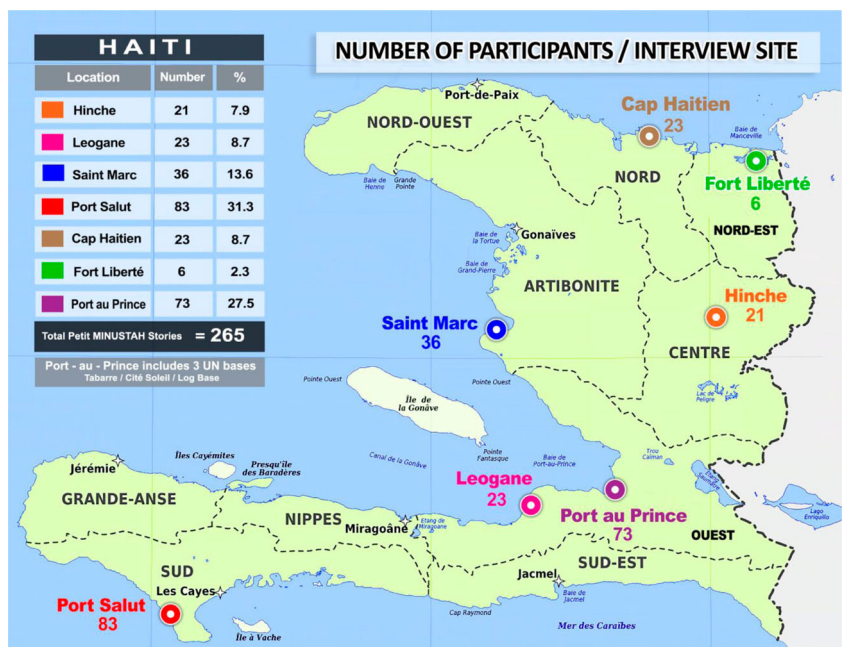 HAITI
NUMBER OF PARTICIPANTS / INTERVIEW SITE
Location Number %
Hinche 21 7.9
Leogane 23 8.7
Saint Marc 36 13.6
Port Salut 83 31.3
Cap Haitien 23 8.7
Fort Liberté 6 2.3
Port au Prince 73 27.5
Total Petit MINUSTAH Stories = 265
Port - au - Prince includes 3 UN bases
Tabarre / Cité Soleil / Log Base
Port-de-Paix
NORD-OUEST
Cap Haitien
23
Baie de
Manceville
Baie de
Henne
Grande
Pointe
NORD
Fort Liberté
6
NORD-EST
Baie de
la Tortue
Gonaïves
Baie de
Grand-Pierre
ARTIBONITE
Hinche
21
Saint Marc
36
CENTRE
Pointe Ouest
Pointe Ouest
Île de
la Gonâve
Lac de
Peligre
Îles Cayémites
Presqu'île
des Baradères
Canal de la Gonâve
Pointe
Fantasque
Baie de
Port-au-Prince
Trou
Caïman
Etang
Saumatre
Jérémie
GRANDE-ANSE
Leogane
23
Lago
Enriquillo
NIPPES
Miragoâne
Etang de
Miragoane
Port au Prince
73
OUEST
SUD
Les Cayes
Jacmel
SUD-EST
Port Salut
83
Baie de
Jacmel
Cap Raymond
Île à Vache
Mer des Caraïbes